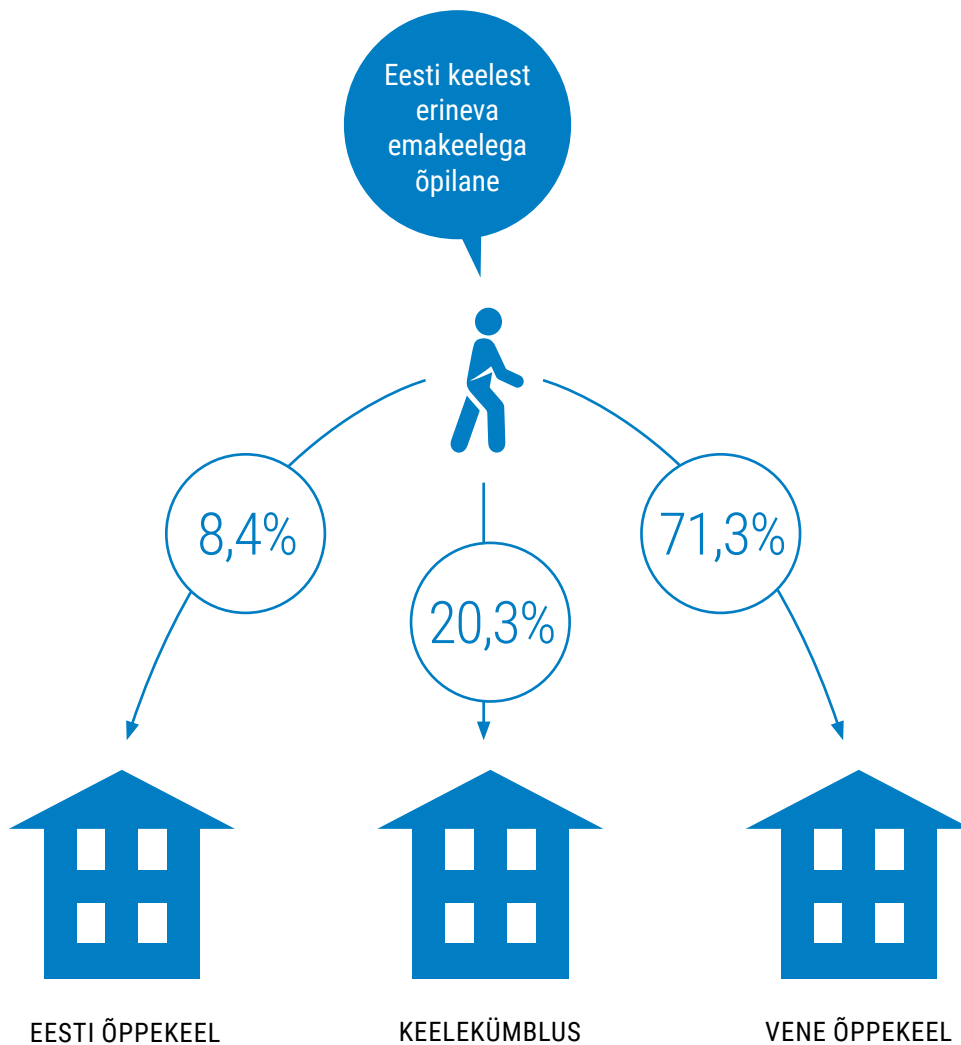 Eesti keelest
erineva
emakeelega
õpilane
8,4%
20,3%
71,3%
EESTI ÕPPEKEEL
KEELEKÜMBLUS
VENE ÕPPEKEEL